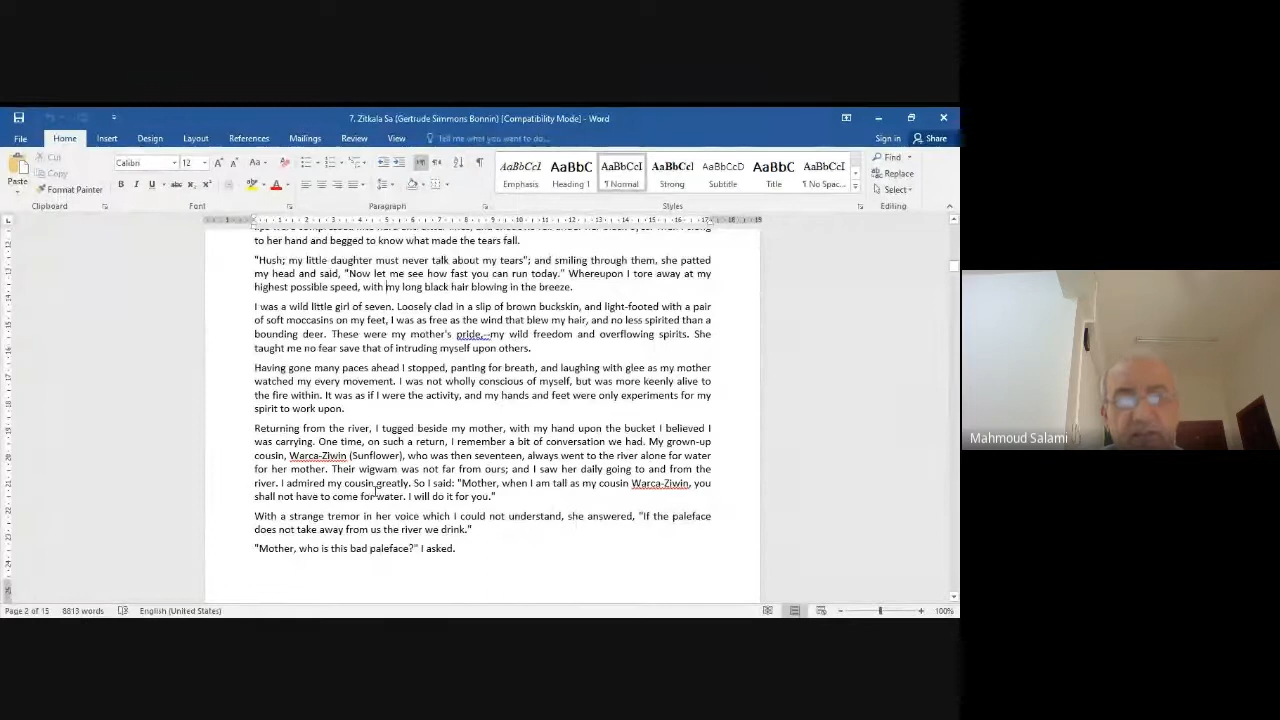 7. Zitkala Sa (Gertrude Simmons Bonnin) [Compatibility Mode] - Word
File Home Insert Design Layout References Mailings Review View Tell me what you want to do... Sign in Share
Paste Cut Copy Format Painter
Calibri 12
AaBbCcI AaBbC AaBbCcI AaBbCcI AaBbCcD AaBbC AaBbCcI
Emphasis Heading 1 ¶ Normal Strong Subtitle Title ¶ No Spac...
Find Replace Select
Clipboard Font Paragraph Styles Editing
to her hand and begged to know what made the tears fall.
"Hush; my little daughter must never talk about my tears"; and smiling through them, she patted
my head and said, "Now let me see how fast you can run today." Whereupon I tore away at my
highest possible speed, with my long black hair blowing in the breeze.
I was a wild little girl of seven. Loosely clad in a slip of brown buckskin, and light-footed with a pair
of soft moccasins on my feet, I was as free as the wind that blew my hair, and no less spirited than a
bounding deer. These were my mother's pride,--my wild freedom and overflowing spirits. She
taught me no fear save that of intruding myself upon others.
Having gone many paces ahead I stopped, panting for breath, and laughing with glee as my mother
watched my every movement. I was not wholly conscious of myself, but was more keenly alive to
the fire within. It was as if I were the activity, and my hands and feet were only experiments for my
spirit to work upon.
Returning from the river, I tugged beside my mother, with my hand upon the bucket I believed I
was carrying. One time, on such a return, I remember a bit of conversation we had. My grown-up
cousin, Warca-Ziwin (Sunflower), who was then seventeen, always went to the river alone for water
for her mother. Their wigwam was not far from ours; and I saw her daily going to and from the
river. I admired my cousin greatly. So I said: "Mother, when I am tall as my cousin Warca-Ziwin, you
shall not have to come for water. I will do it for you."
With a strange tremor in her voice which I could not understand, she answered, "If the paleface
does not take away from us the river we drink."
"Mother, who is this bad paleface?" I asked.
Page 2 of 15 8813 words English (United States) 100%
Mahmoud Salami